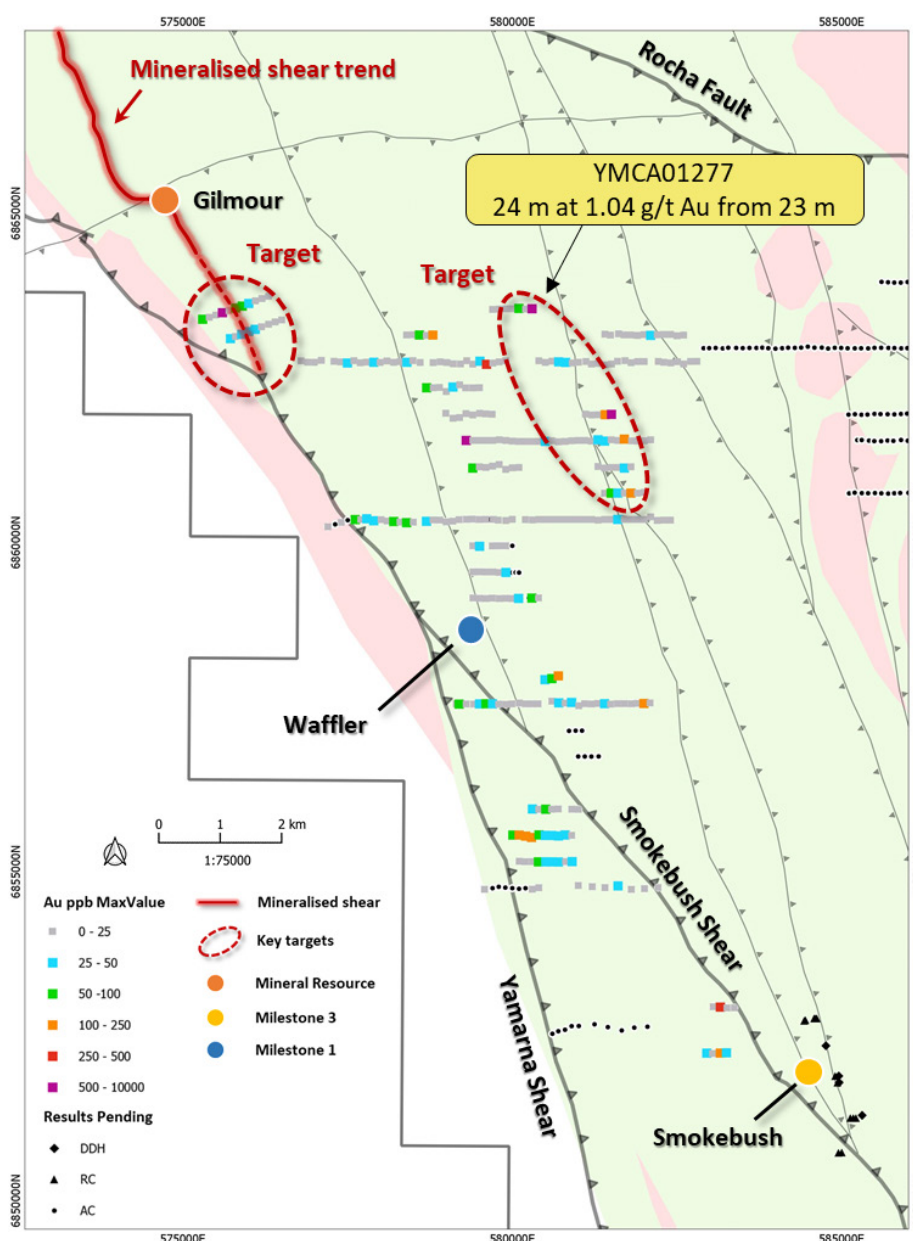 575000E
580000E
585000E
Mineralised shear trend
Rocha Fault
YMCA01277
24 m at 1.04 g/t Au from 23 m
6865000N
Gilmour
Target
Target
6860000N
Waffler
0 1 2 km
1:75000
Smokebush Shear
6855000N
Au ppb MaxValue
0 - 25
25 - 50
50 -100
100 - 250
250 - 500
500 - 10000
Results Pending
DDH
RC
AC
Mineralised shear
Key targets
Mineral Resource
Milestone 3
Milestone 1
Yamarna Shear
Smokebush
6850000N
575000E
580000E
585000E